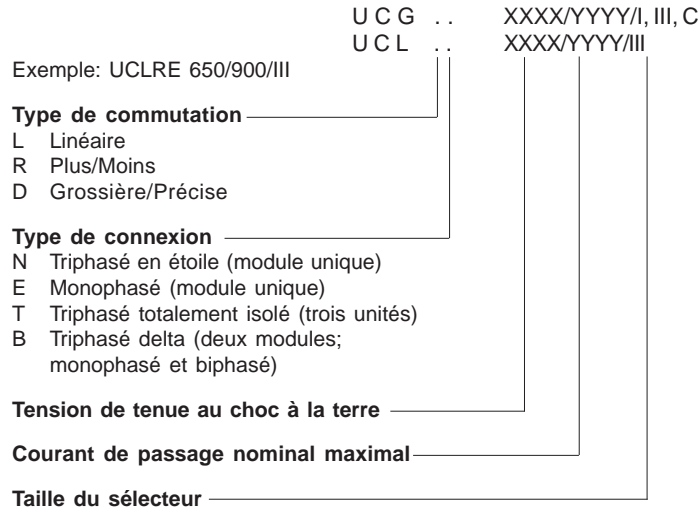 UCG .. XXXX/YYYY/I, III, C
UCL .. XXXX/YYYY/III
Exemple: UCLRE 650/900/III
Type de commutation
L Linéaire
R Plus/Moins
D Grossière/Précise
Type de connexion
N Triphasé en étoile (module unique)
E Monophasé (module unique)
T Triphasé totalement isolé (trois unités)
B Triphasé delta (deux modules;
monophasé et biphasé)
Tension de tenue au choc à la terre
Courant de passage nominal maximal
Taille du sélecteur